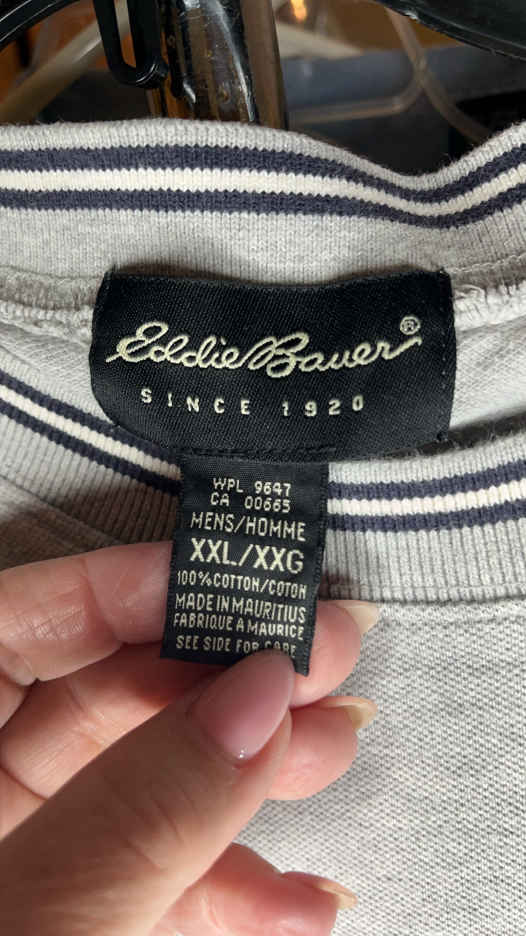 Eddie Bauer®
SINCE 1920
WPL 9647
CA 00665
MENS/HOMME
XXL/XXG
100% COTTON/COTON
MADE IN MAURITIUS
FABRIQUE A MAURICE
SEE SIDE FOR CARE